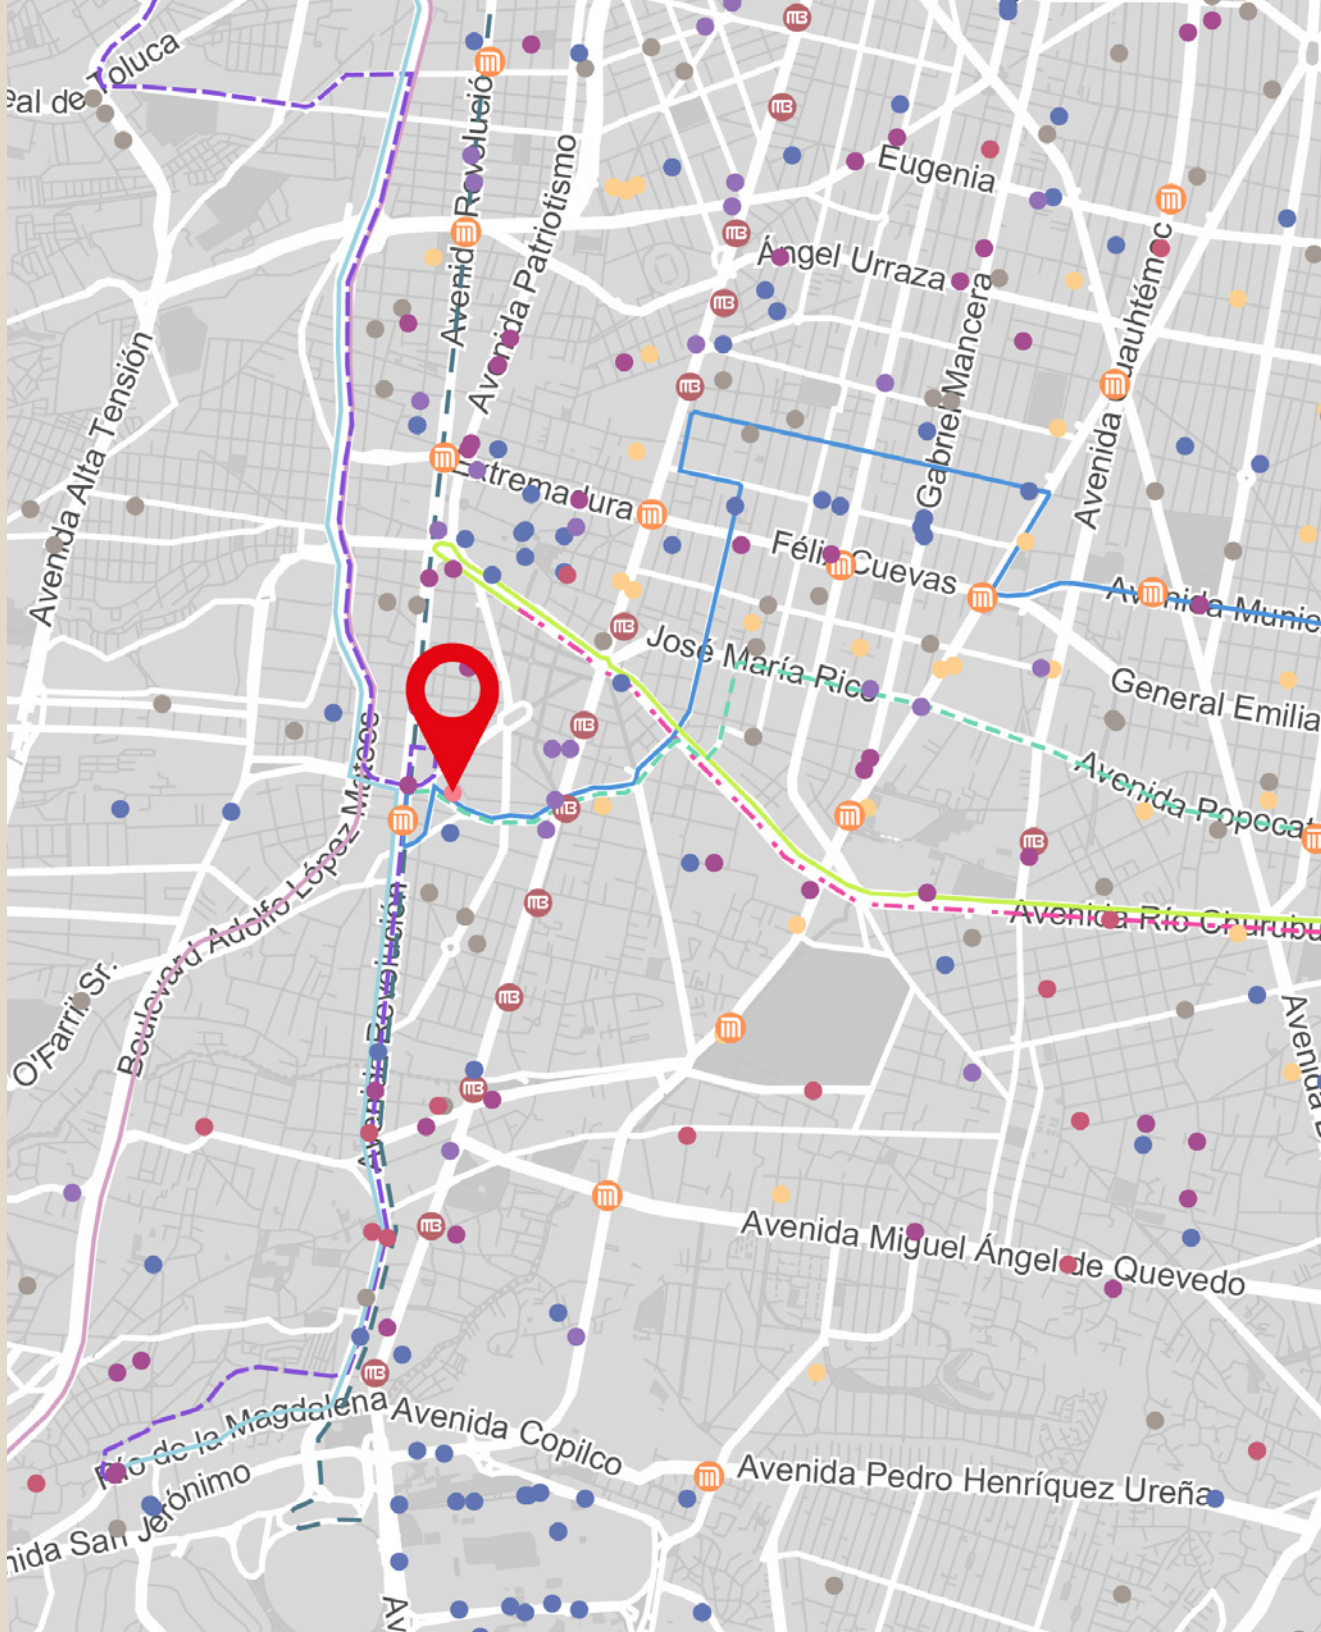 Toluca
eal de
Avenid Revolució
Avenida Patriotismo
Eugenia
Ángel Urraza
Gabriel Mancera
Avenida Cuauhtémoc
Avenida Alta Tensión
Extremadura
Félix Cuevas
Avenida Munic
José María Rico
General Emilia
Avenida Popocat
Boulevard Adolfo López Mateos
Avenida Revolución
Avenida Río Churubu
O'Farril Sr.
Avenida
Avenida Miguel Ángel de Quevedo
Río de la Magdalena
Avenida Copilco
Avenida Pedro Henríquez Ureña
nida San Jerónimo
Av